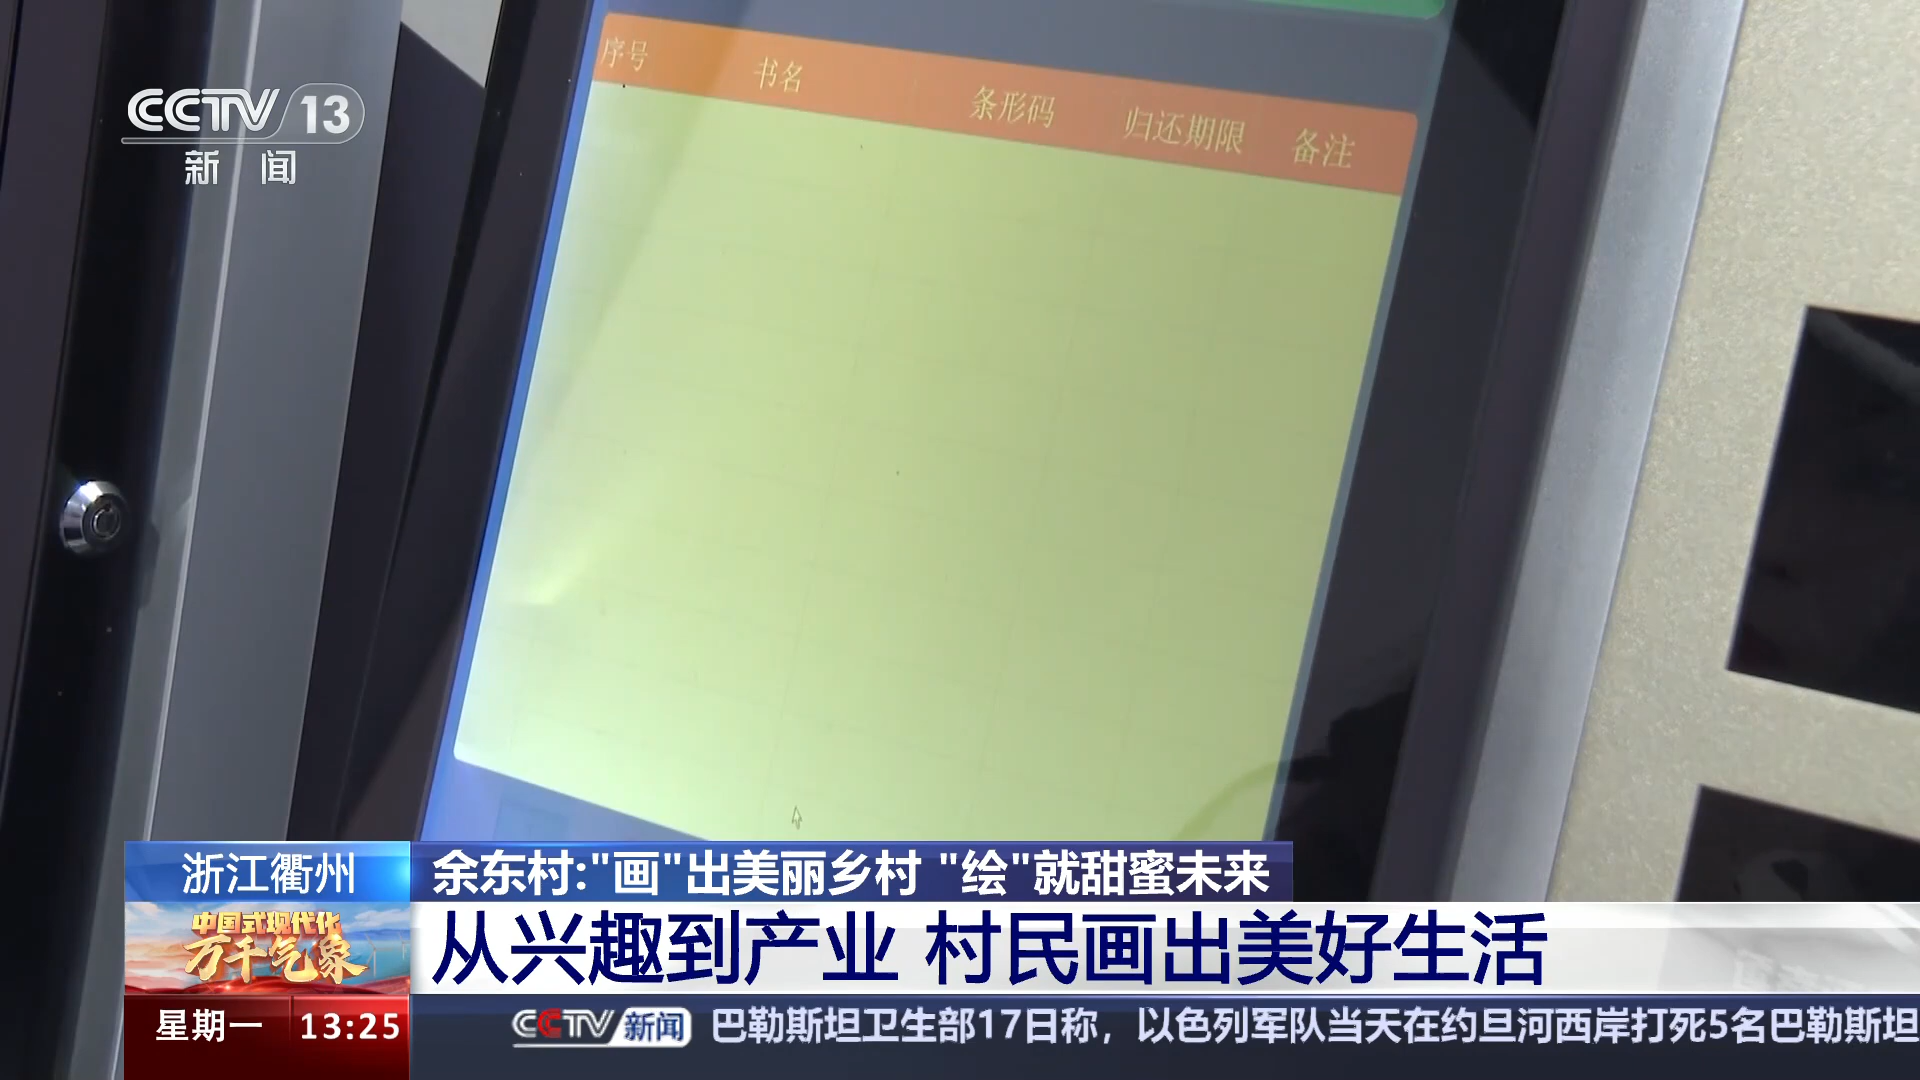 序号 书名 条形码 归还期限 备注
CCTV 13
新闻
浙江衢州
余东村:"画"出美丽乡村 "绘"就甜蜜未来
中国式现代化
万千气象
从兴趣到产业 村民画出美好生活
星期一 13:25
CCTV 新闻 巴勒斯坦卫生部17日称，以色列军队当天在约旦河西岸打死5名巴勒斯坦